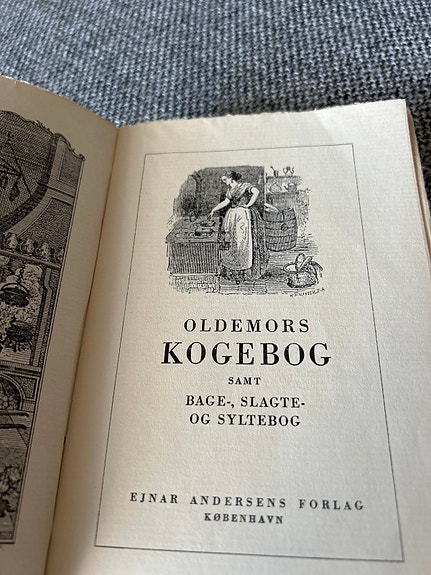 OLDEMORS
KOGEBOG
SAMT
BAGE-, SLAGTE-
OG SYLTEBOG
EJNAR ANDERSENS FORLAG
KØBENHAVN